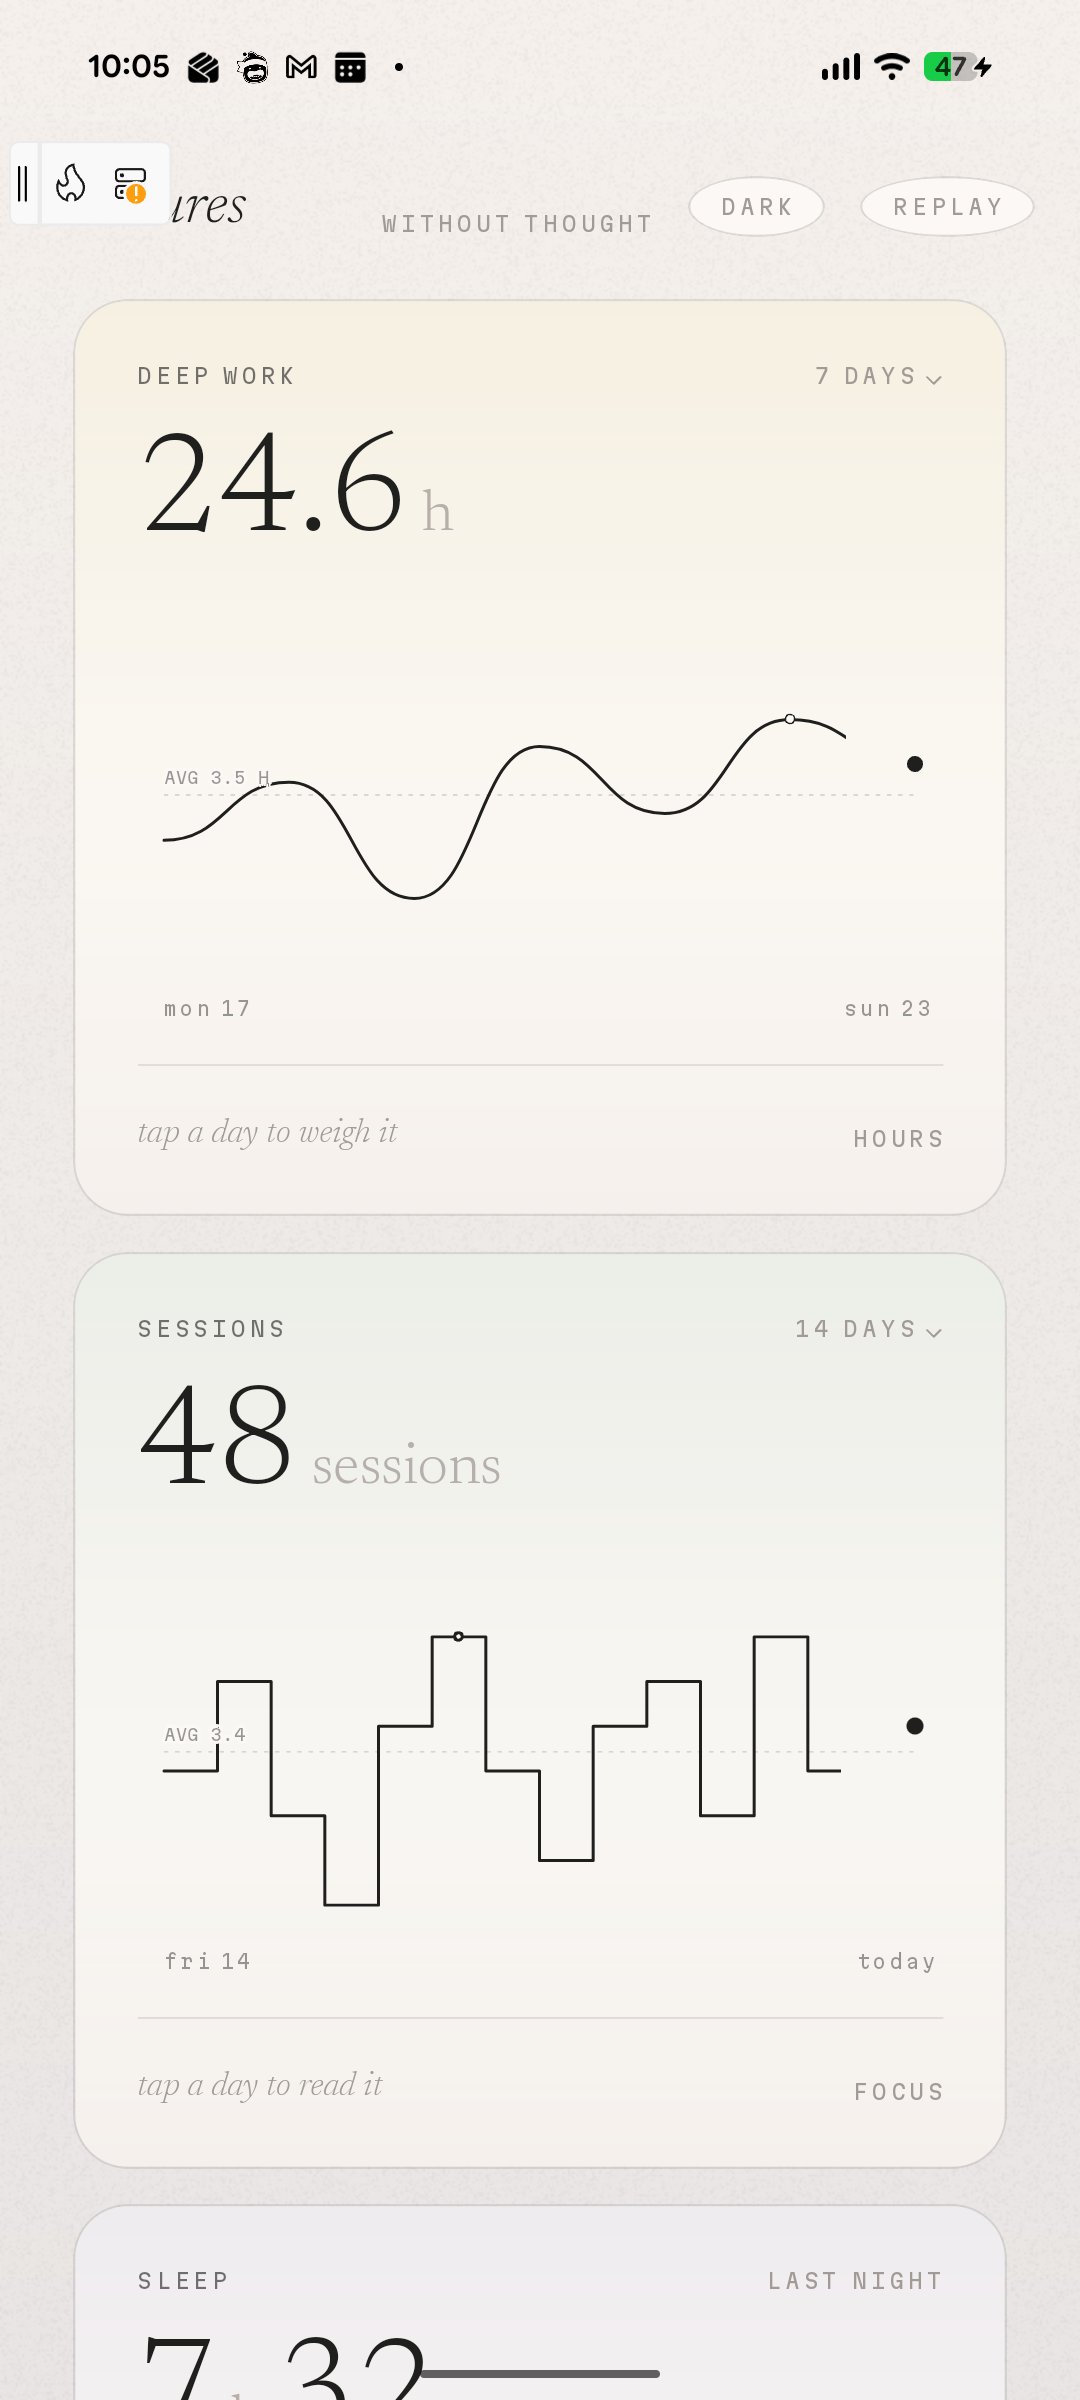 10:05
47
ures
WITHOUT THOUGHT
DARK
REPLAY
DEEP WORK
7 DAYS
24.6 h
AVG 3.5 H
mon 17
sun 23
tap a day to weigh it
HOURS
SESSIONS
14 DAYS
48 sessions
AVG 3.4
fri 14
today
tap a day to read it
FOCUS
SLEEP
LAST NIGHT
7 h 32